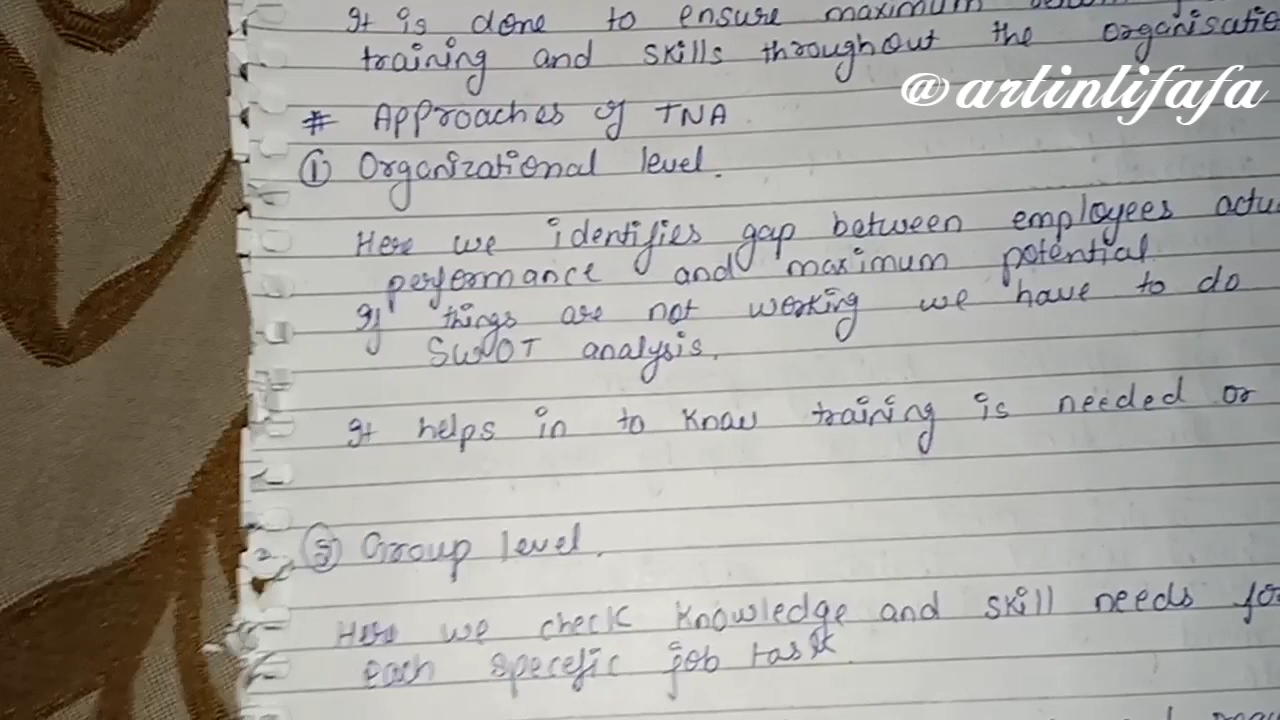 It is done to ensure maximum
training and skills throughout the organisatio
@artinlifafa
# Approaches of TNA
① Organizational level.
Here we identifies gap between employees actu
performance and maximum potential
If things are not working we have to do
SWOT analysis.
It helps in to know training is needed or
② Group level.
Here we check knowledge and skill needs for
each specefic job task